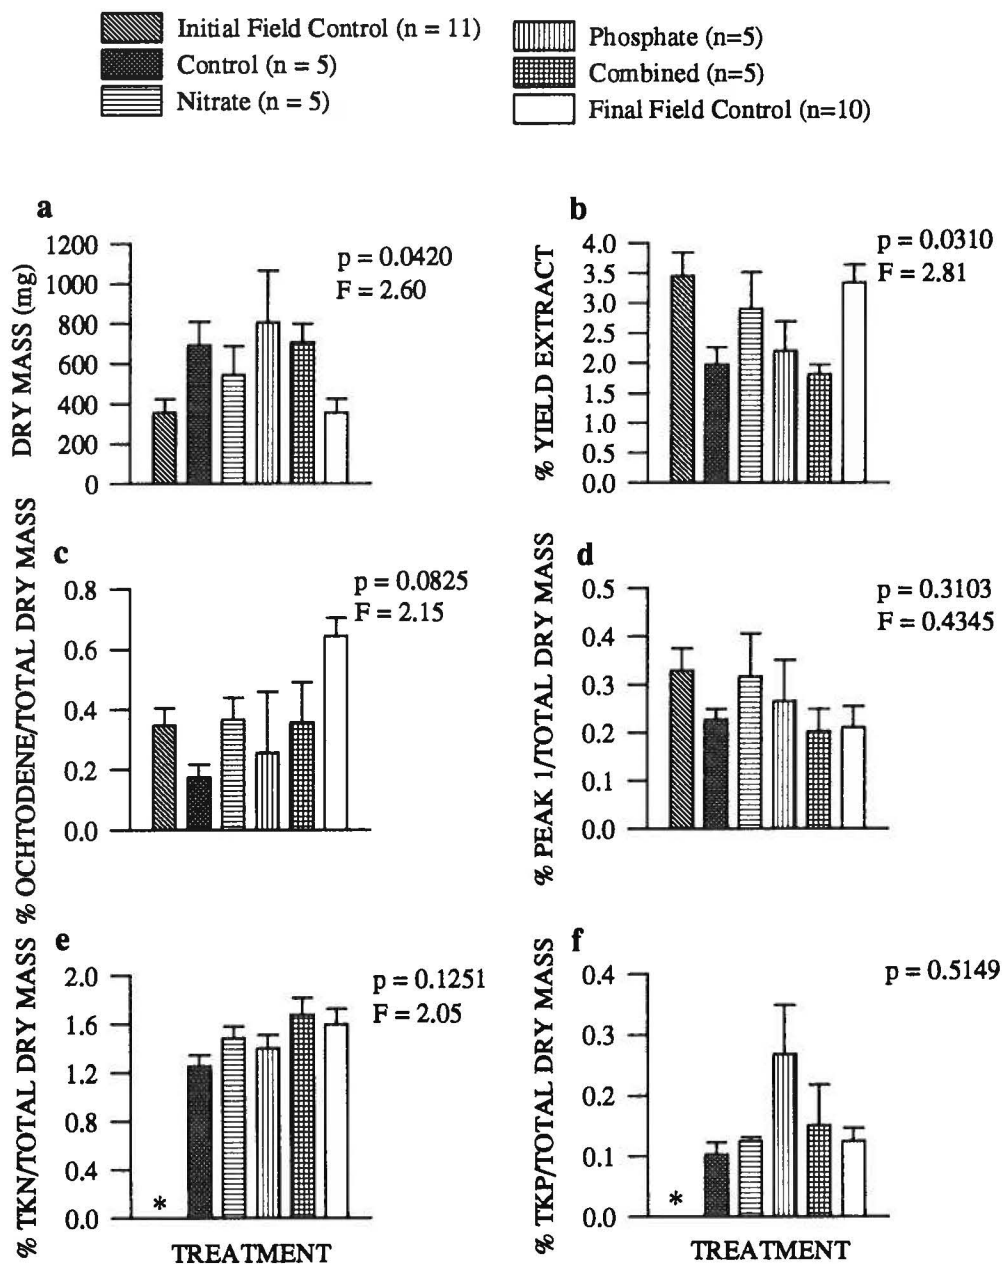 Initial Field Control (n = 11)
Control (n = 5)
Nitrate (n = 5)
Phosphate (n=5)
Combined (n=5)
Final Field Control (n=10)
a
DRY MASS (mg)
1200
1000
800
600
400
200
0
p = 0.0420
F = 2.60
b
% YIELD EXTRACT
4.0
3.5
3.0
2.5
2.0
1.5
1.0
0.5
0.0
p = 0.0310
F = 2.81
c
% OCHTODENE/TOTAL DRY MASS
0.8
0.6
0.4
0.2
0.0
p = 0.0825
F = 2.15
d
% PEAK 1/TOTAL DRY MASS
0.5
0.4
0.3
0.2
0.1
0.0
p = 0.3103
F = 0.4345
e
% TKN/TOTAL DRY MASS
2.0
1.6
1.2
0.8
0.4
0.0
*
p = 0.1251
F = 2.05
TREATMENT
f
% TKP/TOTAL DRY MASS
0.4
0.3
0.2
0.1
0.0
*
p = 0.5149
TREATMENT